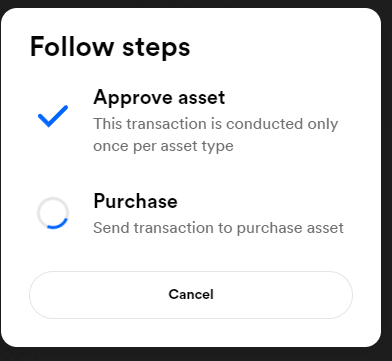 Follow steps
Approve asset
This transaction is conducted only
once per asset type
Purchase
Send transaction to purchase asset
Cancel